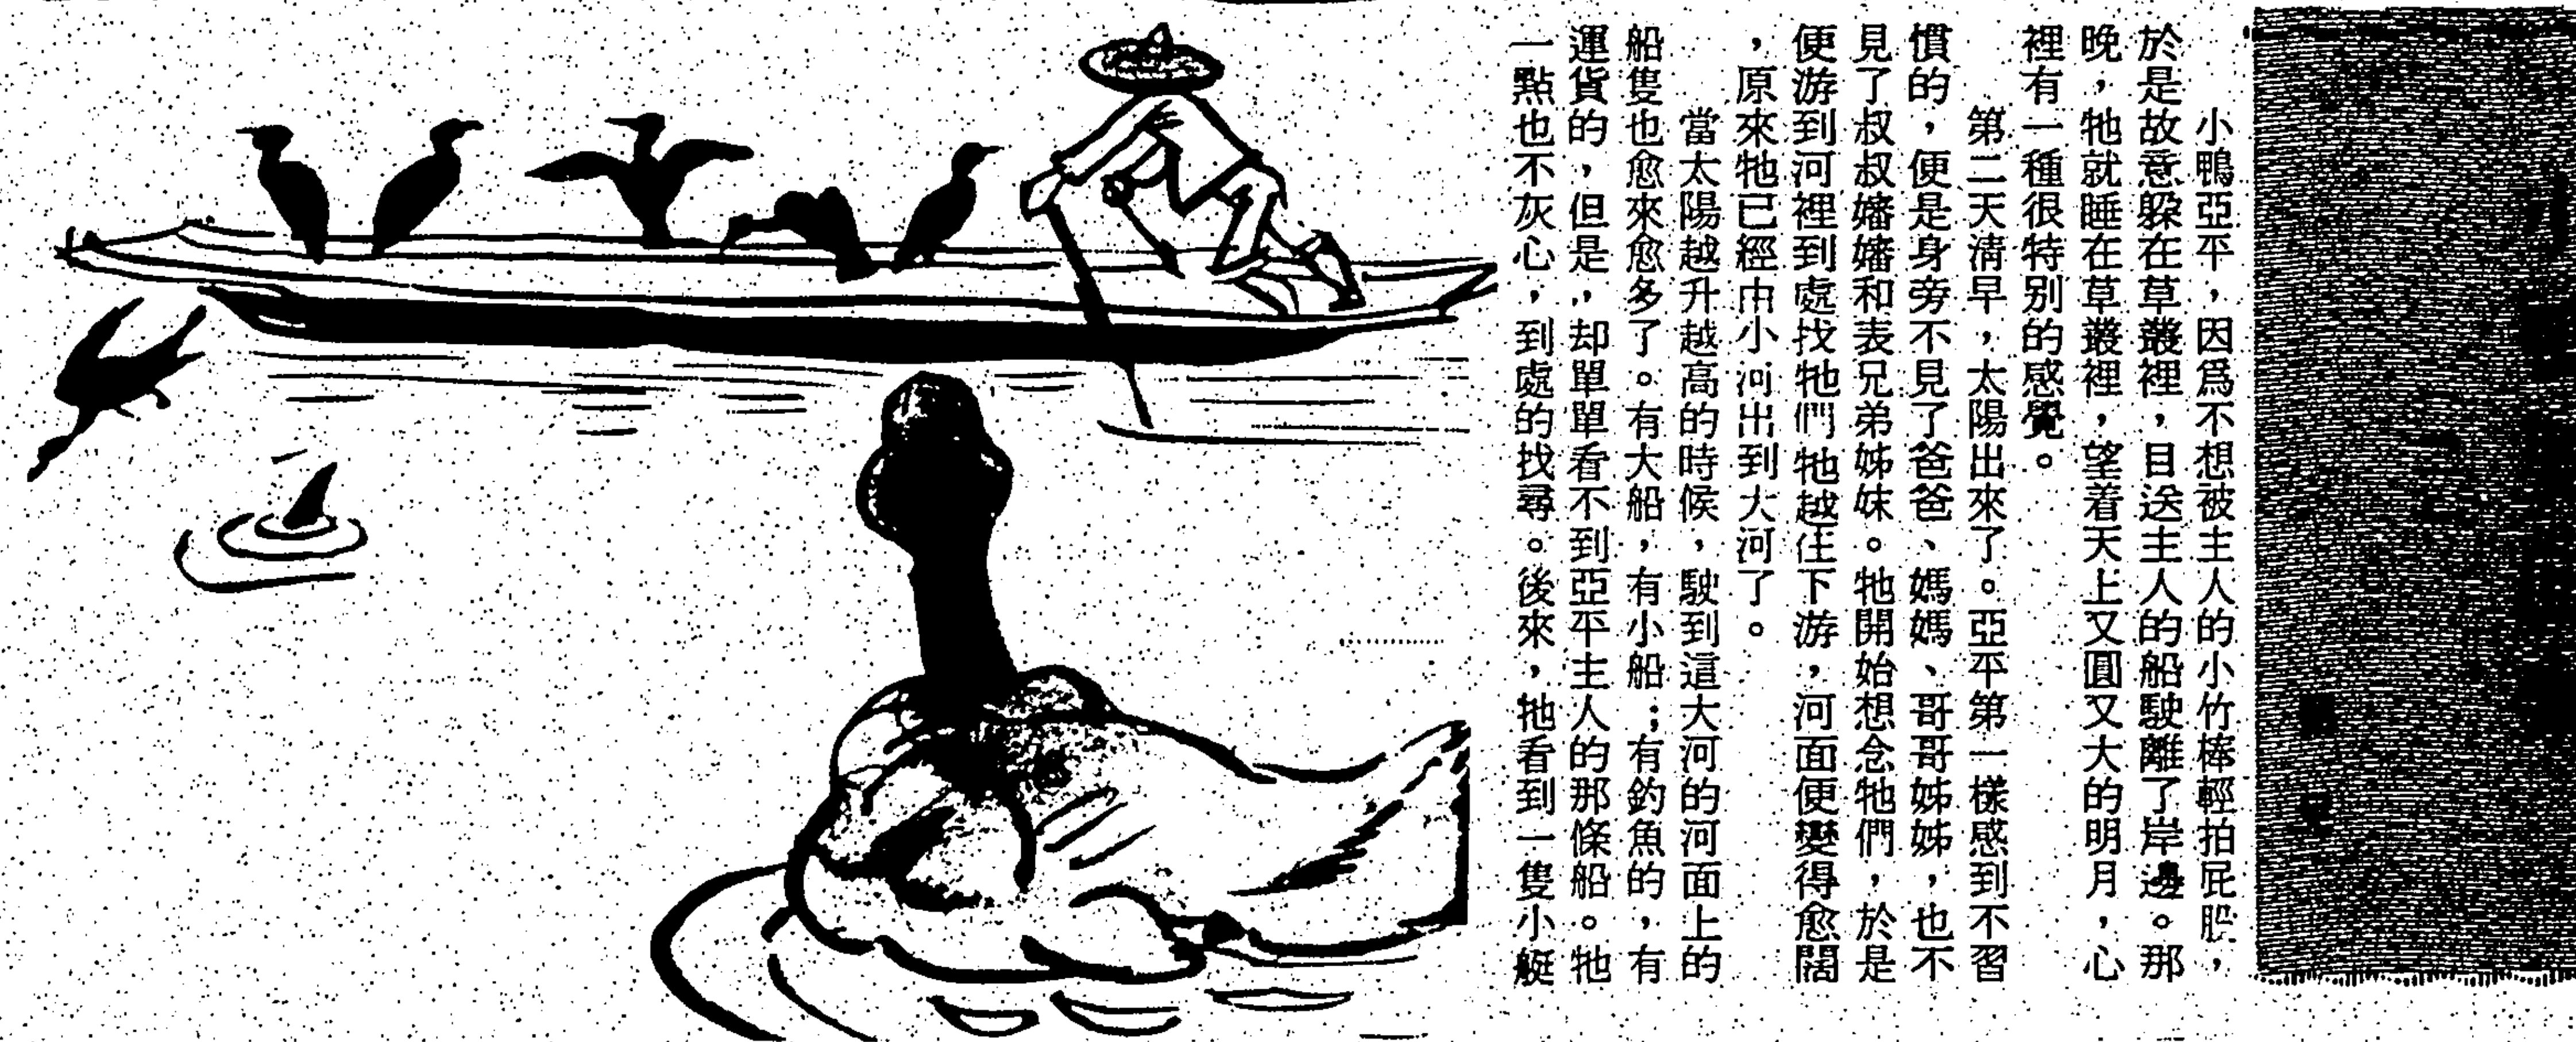 小鴨亞平，因爲不想被主人的小竹棒輕拍屁股，
於是故意躲在草叢裡，目送主人的船駛離了岸邊。那
晚，牠就睡在草叢裡，望着天上又圓又大的明月，心
裡有一種很特别的感覺。
第二天清早，太陽出來了。亞平第一樣感到不習
慣的，便是身旁不見了爸爸、媽媽、哥哥姊姊，也不
見了叔叔嬸嬸和表兄弟姊妹。牠開始想念牠們，於是
便游到河裡到處找牠們牠越往下游，河面便變得愈闊
，原來牠已經由小河出到大河了。
當太陽越升越高的時候，駛到這大河的河面上的
船隻也愈來愈多了。有大船，有小船；有釣魚的，有
運貨的，但是，却單單看不到亞平主人的那條船。牠
一點也不灰心，到處的找尋。後來，牠看到一隻小艇